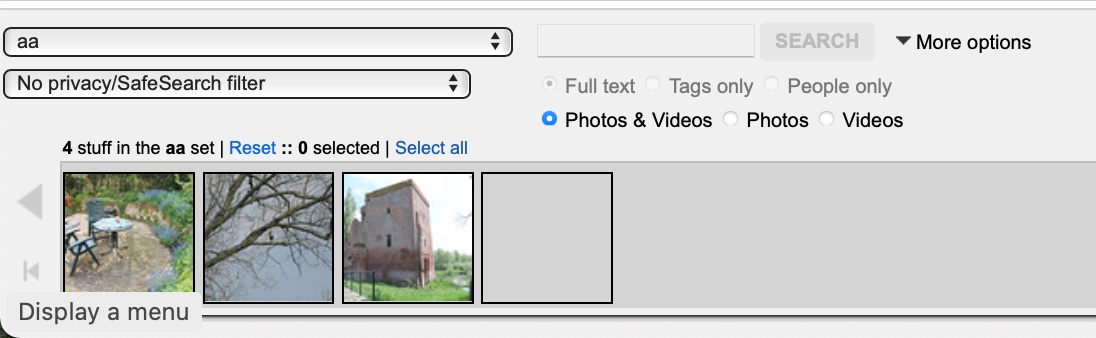 aa
SEARCH
More options
No privacy/SafeSearch filter
Full text Tags only People only
Photos & Videos Photos Videos
4 stuff in the aa set | Reset :: 0 selected | Select all
Display a menu